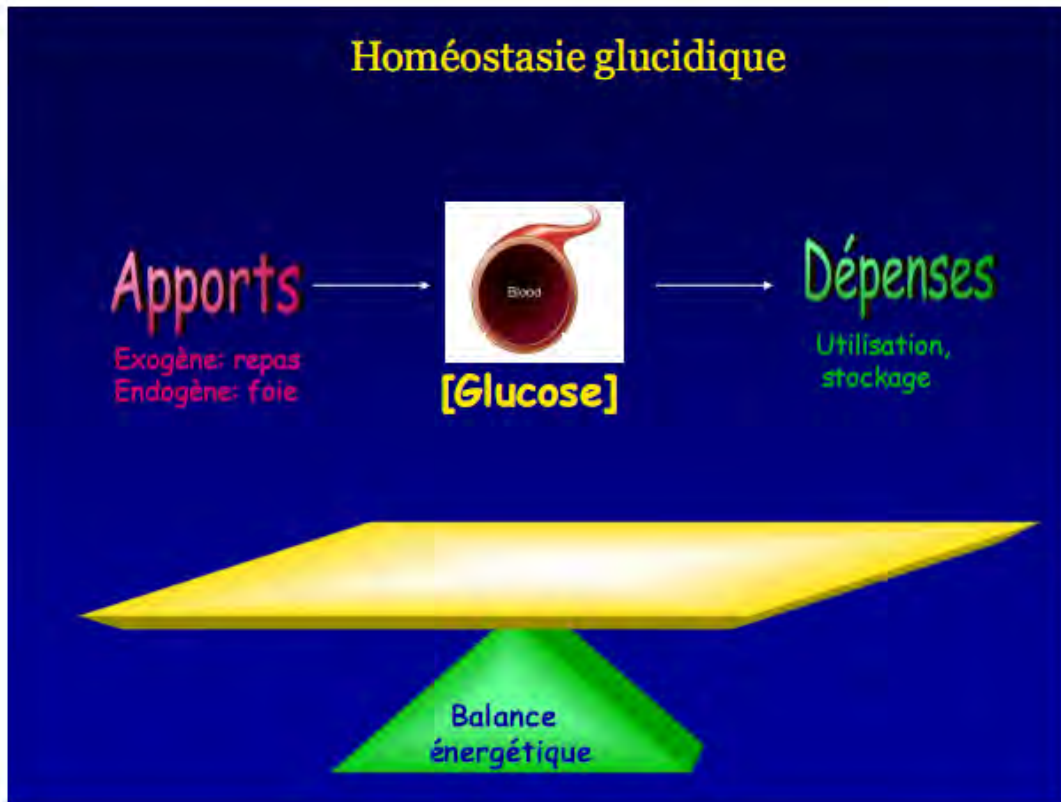 Homéostasie glucidique
Apports
Blood
Dépenses
Exogène: repas
Endogène: foie
[Glucose]
Utilisation,
stockage
Balance
énergétique